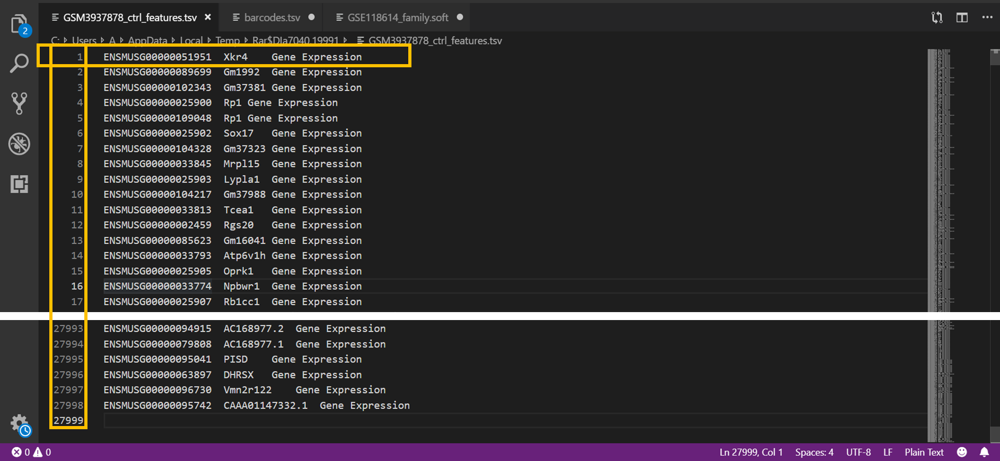 GSM3937878_ctrl_features.tsv barcodes.tsv GSE118614_family.soft
2
C: Users A AppData Local Temp Rar$DIa7040.19991 GSM3937878_ctrl_features.tsv
1 ENSMUSG00000051951 Xkr4 Gene Expression
2 ENSMUSG00000089699 Gm1992 Gene Expression
3 ENSMUSG00000102343 Gm37381 Gene Expression
4 ENSMUSG00000025900 Rp1 Gene Expression
5 ENSMUSG00000109048 Rp1 Gene Expression
6 ENSMUSG00000025902 Sox17 Gene Expression
7 ENSMUSG00000104328 Gm37323 Gene Expression
8 ENSMUSG00000033845 Mrpl15 Gene Expression
9 ENSMUSG00000025903 Lypla1 Gene Expression
10 ENSMUSG00000104217 Gm37988 Gene Expression
11 ENSMUSG00000033813 Tcea1 Gene Expression
12 ENSMUSG00000002459 Rgs20 Gene Expression
13 ENSMUSG00000085623 Gm16041 Gene Expression
14 ENSMUSG00000033793 Atp6v1h Gene Expression
15 ENSMUSG00000025905 Oprk1 Gene Expression
16 ENSMUSG00000033774 Npbwr1 Gene Expression
17 ENSMUSG00000025907 Rb1cc1 Gene Expression
27993 ENSMUSG00000094915 AC168977.2 Gene Expression
27994 ENSMUSG00000079808 AC168977.1 Gene Expression
27995 ENSMUSG00000095041 PISD Gene Expression
27996 ENSMUSG00000063897 DHRSX Gene Expression
27997 ENSMUSG00000096730 Vmn2r122 Gene Expression
27998 ENSMUSG00000095742 CAAA01147332.1 Gene Expression
27999
0 0 Ln 27999, Col 1 Spaces: 4 UTF-8 LF Plain Text